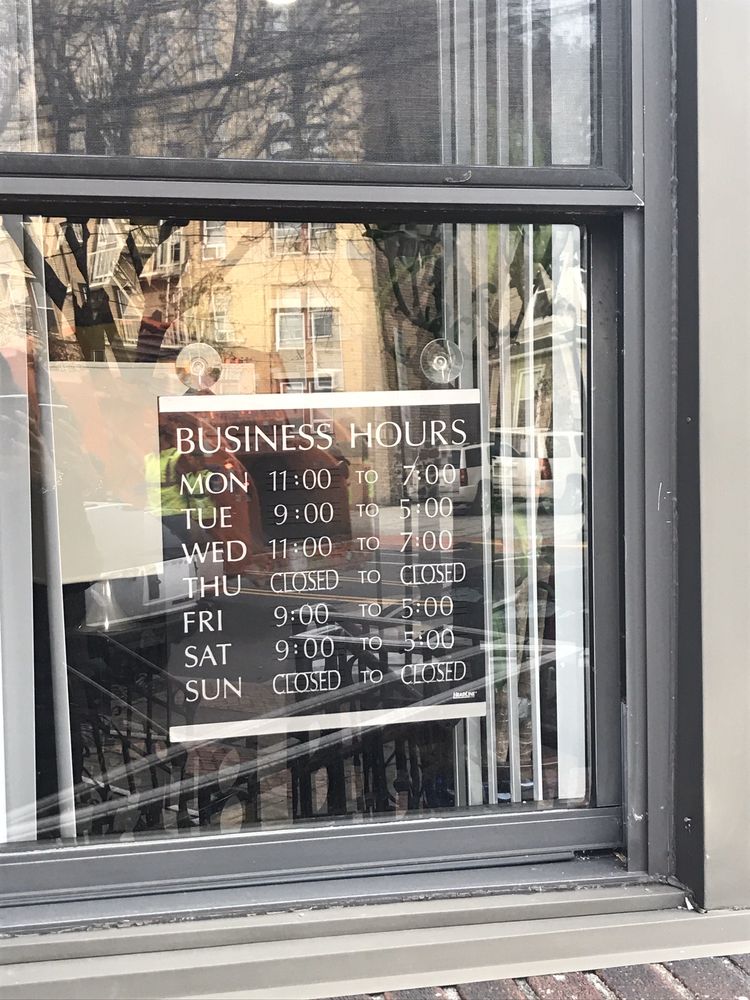 BUSINESS HOURS
MON 11:00 TO 7:00
TUE 9:00 TO 5:00
WED 11:00 TO 7:00
THU CLOSED TO CLOSED
FRI 9:00 TO 5:00
SAT 9:00 TO 5:00
SUN CLOSED TO CLOSED
HEADLINE